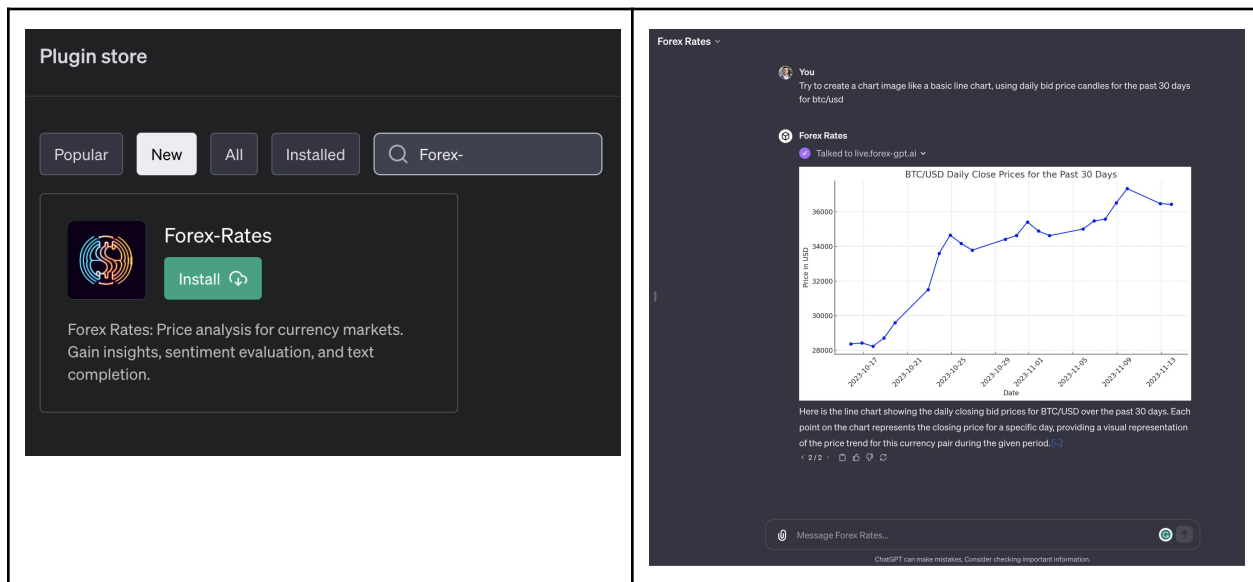 Plugin store
Popular
New
All
Installed
Forex-
Forex-Rates
Install
Forex Rates: Price analysis for currency markets.
Gain insights, sentiment evaluation, and text
completion.
Forex Rates
You
Try to create a chart image like a basic line chart, using daily bid price candles for the past 30 days
for btc/usd
Forex Rates
Talked to live.forex-gpt.ai
BTC/USD Daily Close Prices for the Past 30 Days
Price in USD
36000
34000
32000
30000
28000
2023-10-17
2023-10-21
2023-10-25
2023-10-29
2023-11-01
2023-11-05
2023-11-09
2023-11-13
Date
Here is the line chart showing the daily closing bid prices for BTC/USD over the past 30 days. Each
point on the chart represents the closing price for a specific day, providing a visual representation
of the price trend for this currency pair during the given period. [>_]
< 2 / 2 >
Message Forex Rates...
ChatGPT can make mistakes. Consider checking important information.